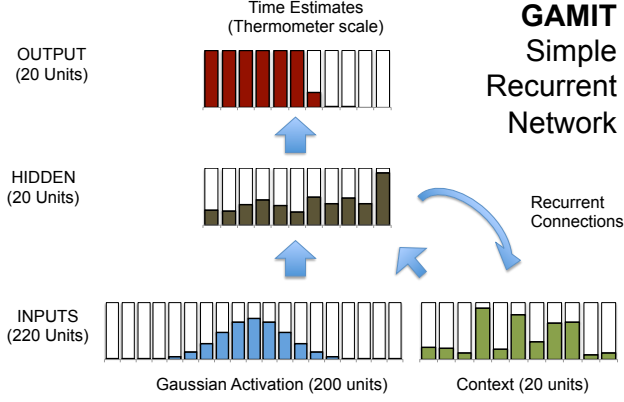 Time Estimates
(Thermometer scale)
GAMIT
Simple
Recurrent
Network
OUTPUT
(20 Units)
HIDDEN
(20 Units)
Recurrent
Connections
INPUTS
(220 Units)
Gaussian Activation (200 units)
Context (20 units)